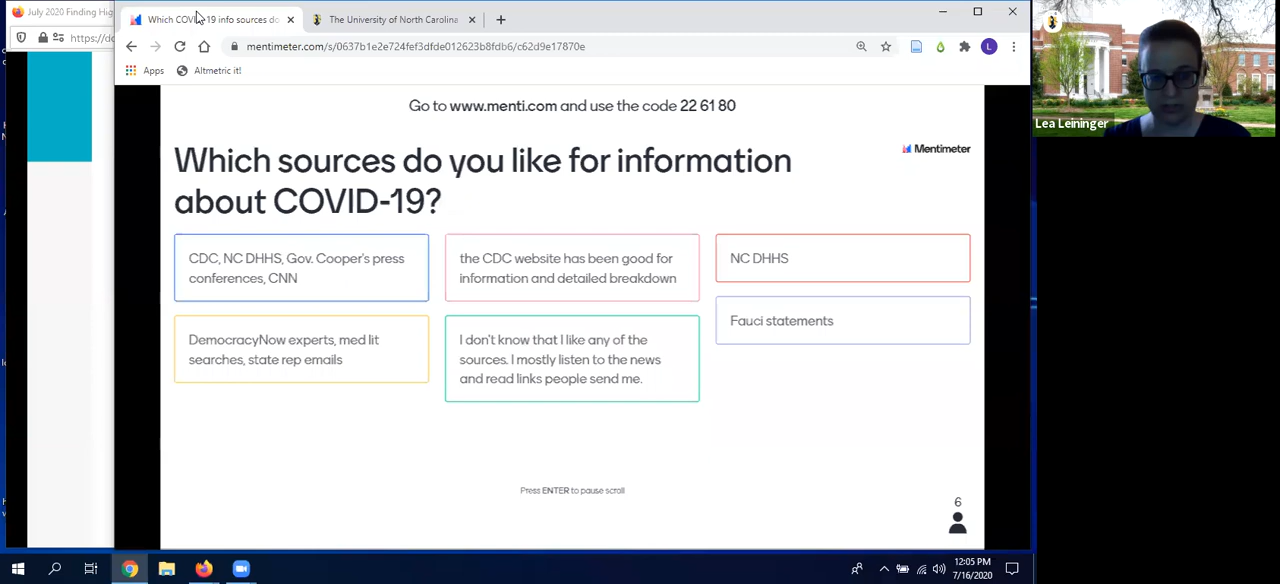 July 2020 Finding Hig
Which COVID-19 info sources do
The University of North Carolina
https://do
mentimeter.com/s/0637b1e2e724fef3dfde012623b8fdb6/c62d9e17870e
L
Apps
Altmetric it!
Lea Leininger
Go to www.menti.com and use the code 22 61 80
Mentimeter
Which sources do you like for information
about COVID-19?
CDC, NC DHHS, Gov. Cooper's press
conferences, CNN
the CDC website has been good for
information and detailed breakdown
NC DHHS
Fauci statements
DemocracyNow experts, med lit
searches, state rep emails
I don't know that I like any of the
sources. I mostly listen to the news
and read links people send me.
Press ENTER to pause scroll
6
12:05 PM
7/16/2020